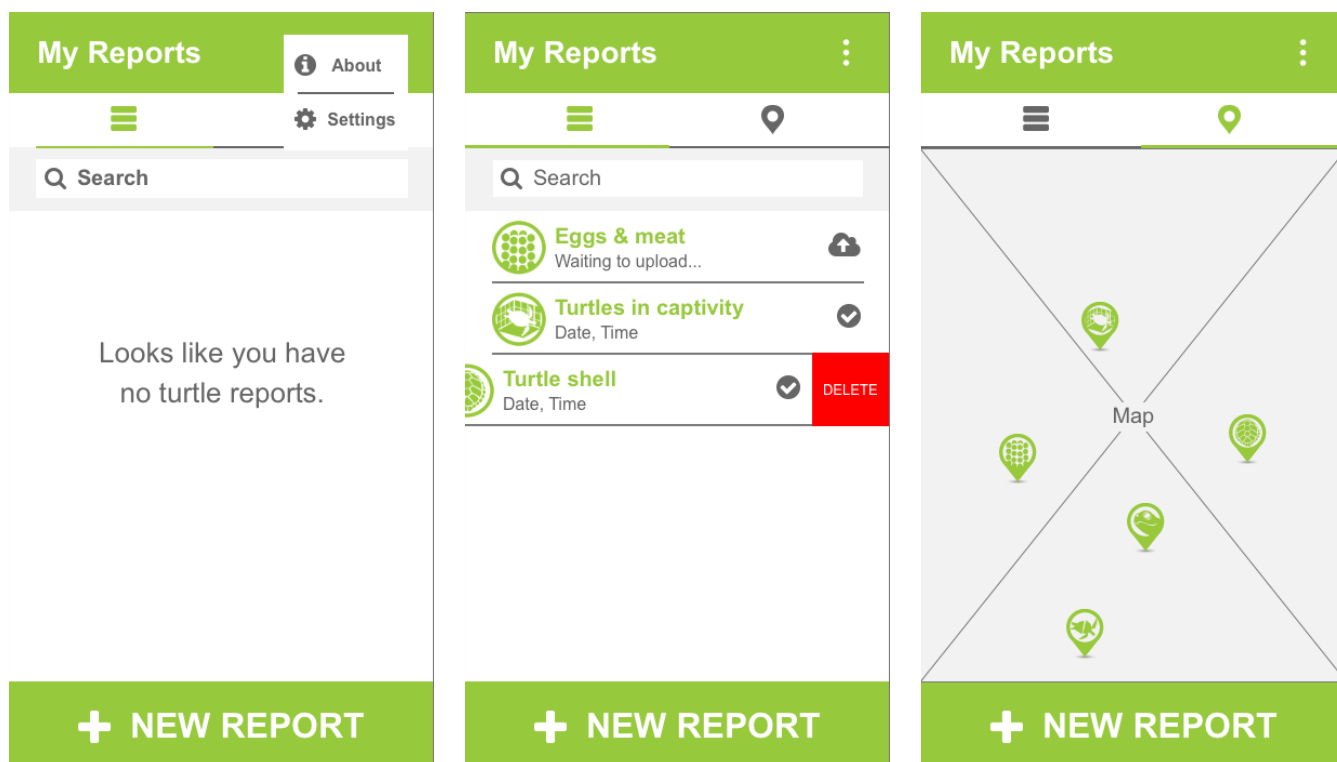 My Reports
About
Settings
Search
Looks like you have
no turtle reports.
NEW REPORT
My Reports
Search
Eggs & meat
Waiting to upload...
Turtles in captivity
Date, Time
Turtle shell
Date, Time
DELETE
NEW REPORT
My Reports
Map
NEW REPORT